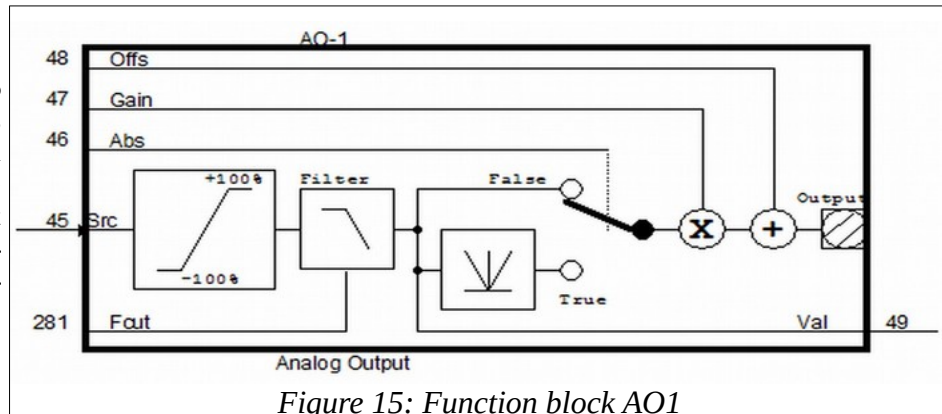 AO-1
48 Offs
47 Gain
46 Abs
+100% Filter False Output
45 Src X +
-100% True
281 Fcut Val 49
Analog Output
Figure 15: Function block AO1